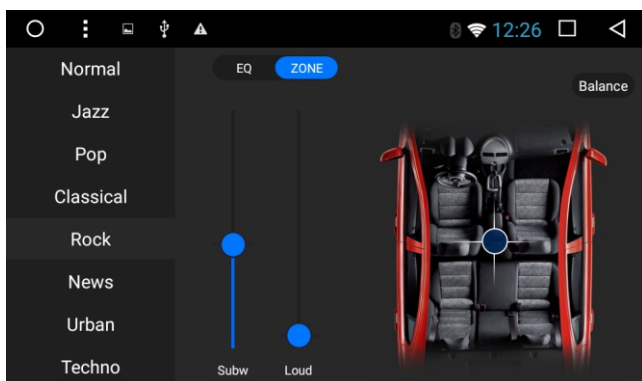 12:26
Normal
Jazz
Pop
Classical
Rock
News
Urban
Techno
EQ ZONE
Balance
Subw Loud